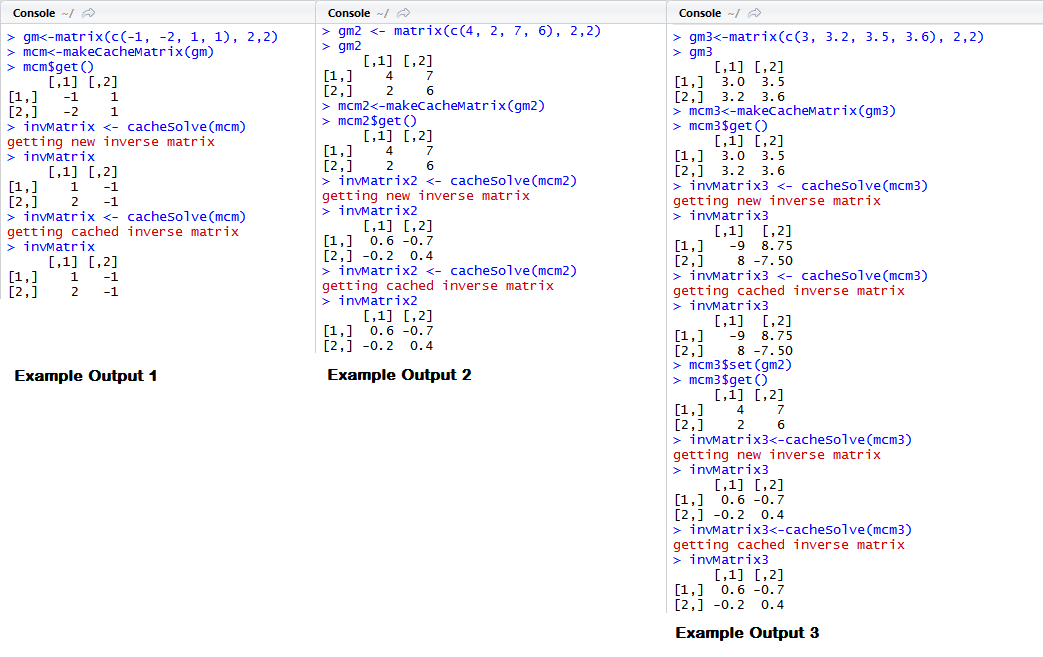 Console ~/
> gm<-matrix(c(-1, -2, 1, 1), 2,2)
> mcm<-makeCacheMatrix(gm)
> mcm$get()
     [,1] [,2]
[1,]   -1    1
[2,]   -2    1
> invMatrix <- cacheSolve(mcm)
getting new inverse matrix
> invMatrix
     [,1] [,2]
[1,]    1   -1
[2,]    2   -1
> invMatrix <- cacheSolve(mcm)
getting cached inverse matrix
> invMatrix
     [,1] [,2]
[1,]    1   -1
[2,]    2   -1
Example Output 1
Console ~/
> gm2 <- matrix(c(4, 2, 7, 6), 2,2)
> gm2
     [,1] [,2]
[1,]    4    7
[2,]    2    6
> mcm2<-makeCacheMatrix(gm2)
> mcm2$get()
     [,1] [,2]
[1,]    4    7
[2,]    2    6
> invMatrix2 <- cacheSolve(mcm2)
getting new inverse matrix
> invMatrix2
     [,1] [,2]
[1,]  0.6 -0.7
[2,] -0.2  0.4
> invMatrix2 <- cacheSolve(mcm2)
getting cached inverse matrix
> invMatrix2
     [,1] [,2]
[1,]  0.6 -0.7
[2,] -0.2  0.4
Example Output 2
Console ~/
> gm3<-matrix(c(3, 3.2, 3.5, 3.6), 2,2)
> gm3
     [,1] [,2]
[1,]  3.0  3.5
[2,]  3.2  3.6
> mcm3<-makeCacheMatrix(gm3)
> mcm3$get()
     [,1] [,2]
[1,]  3.0  3.5
[2,]  3.2  3.6
> invMatrix3 <- cacheSolve(mcm3)
getting new inverse matrix
> invMatrix3
     [,1]  [,2]
[1,]   -9  8.75
[2,]    8 -7.50
> invMatrix3 <- cacheSolve(mcm3)
getting cached inverse matrix
> invMatrix3
     [,1]  [,2]
[1,]   -9  8.75
[2,]    8 -7.50
> mcm3$set(gm2)
> mcm3$get()
     [,1] [,2]
[1,]    4    7
[2,]    2    6
> invMatrix3<-cacheSolve(mcm3)
getting new inverse matrix
> invMatrix3
     [,1] [,2]
[1,]  0.6 -0.7
[2,] -0.2  0.4
> invMatrix3<-cacheSolve(mcm3)
getting cached inverse matrix
> invMatrix3
     [,1] [,2]
[1,]  0.6 -0.7
[2,] -0.2  0.4
Example Output 3